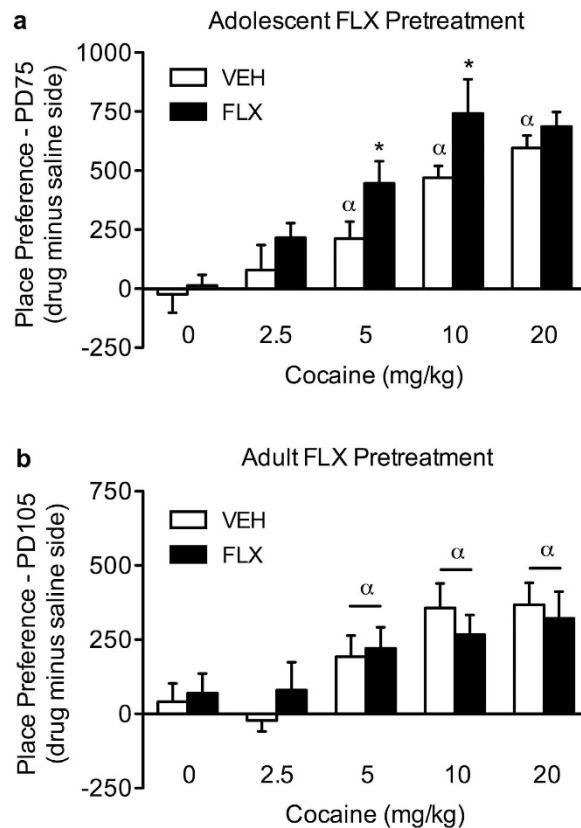 a
Adolescent FLX Pretreatment
Place Preference - PD75
(drug minus saline side)
1000
750
500
250
0
-250
VEH
FLX
α
*
α
*
α
0 2.5 5 10 20
Cocaine (mg/kg)
b
Adult FLX Pretreatment
Place Preference - PD105
(drug minus saline side)
750
500
250
0
-250
VEH
FLX
α
α
α
0 2.5 5 10 20
Cocaine (mg/kg)